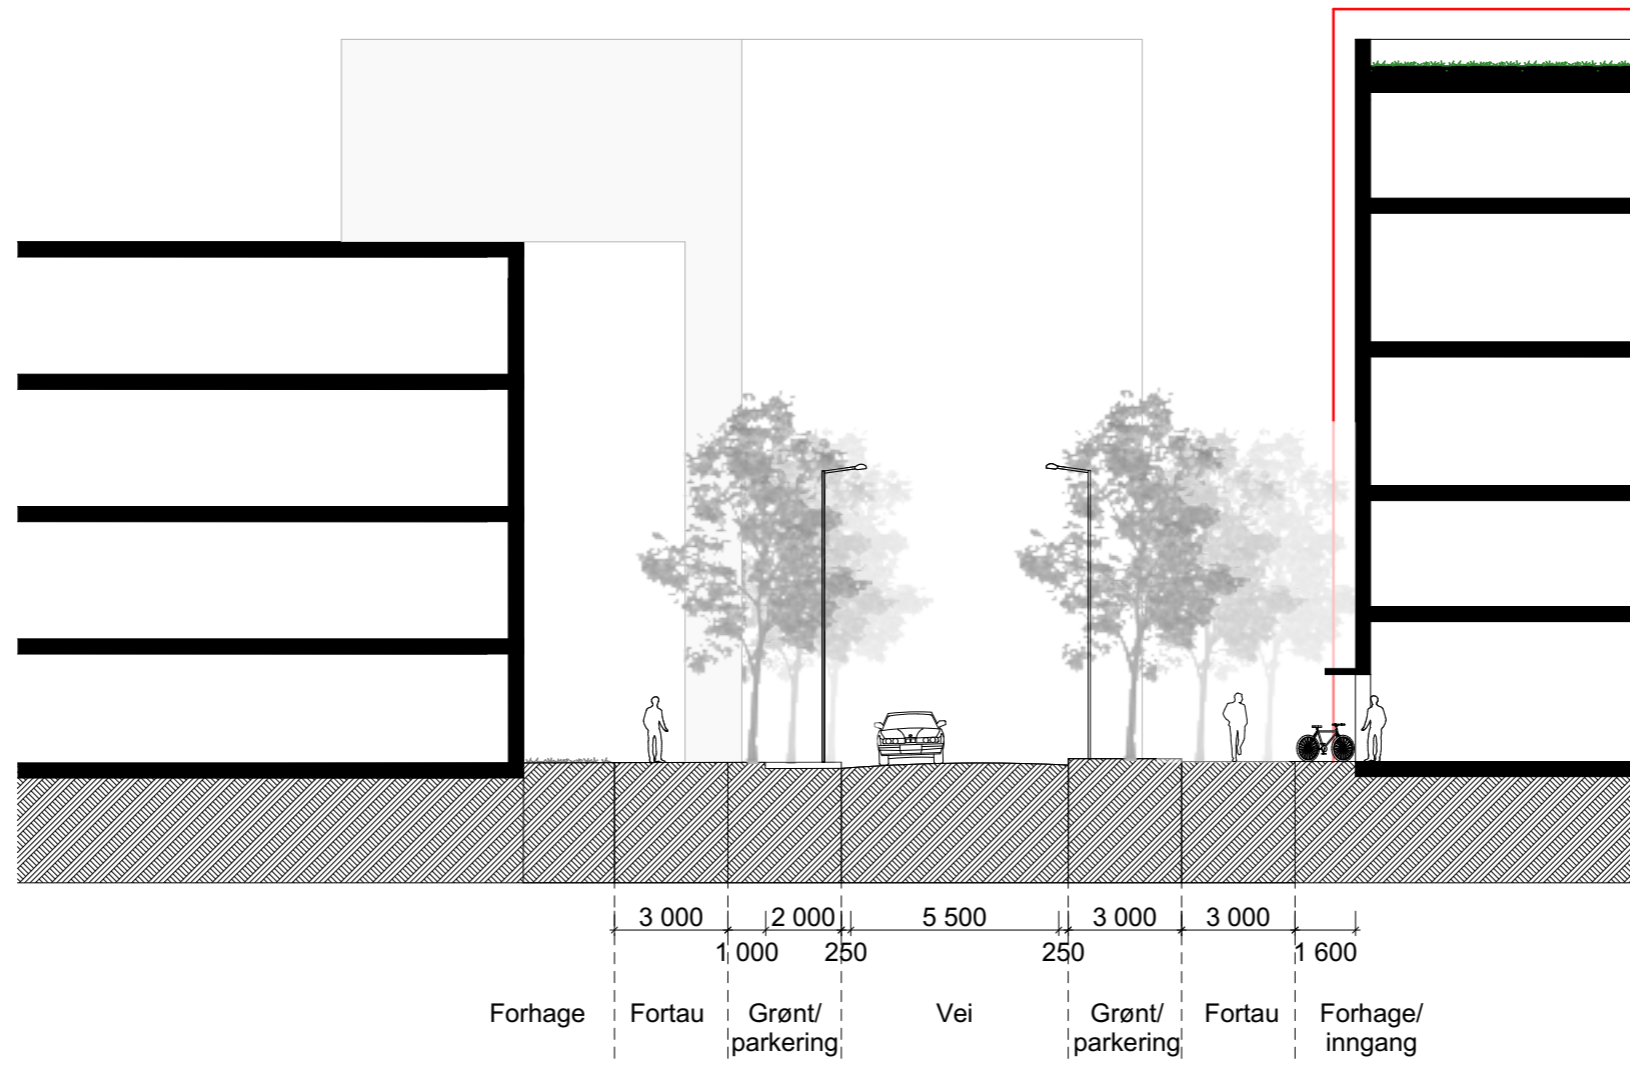 3 000
2 000
5 500
3 000
3 000
1 000
250
250
1 600
Forhage
Fortau
Grønt/
parkering
Vei
Grønt/
parkering
Fortau
Forhage/
inngang